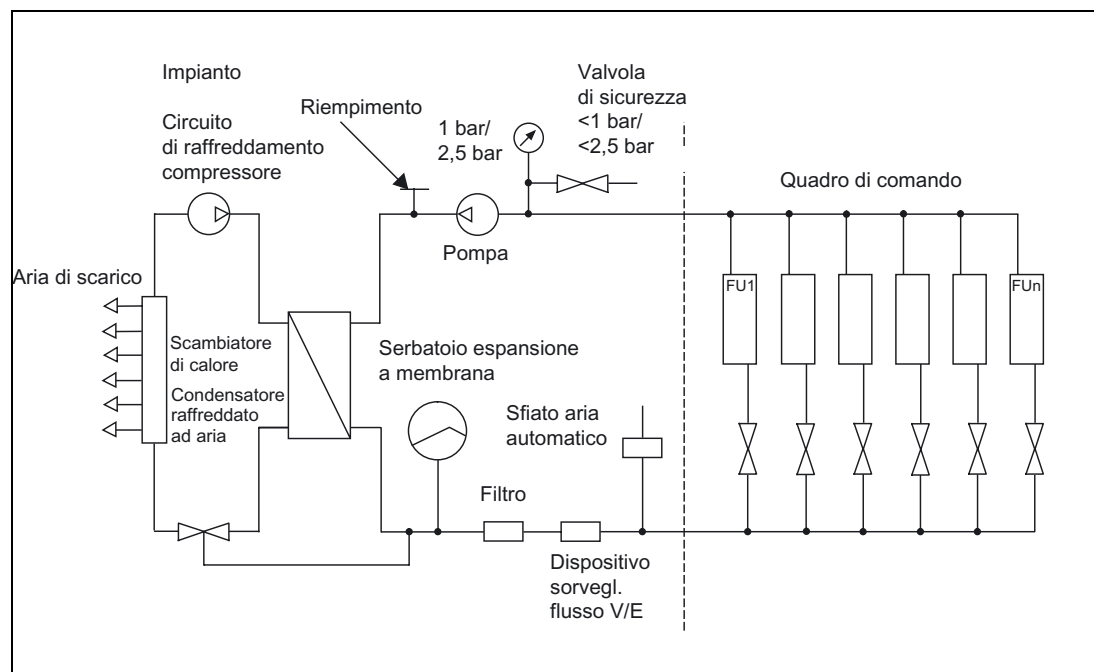 Impianto
Circuito
di raffreddamento
compressore
Riempimento
1 bar/
2,5 bar
Valvola
di sicurezza
<1 bar/
<2,5 bar
Quadro di comando
Pompa
Aria di scarico
FU1
FUn
Scambiatore
di calore
Condensatore
raffreddato
ad aria
Serbatoio espansione
a membrana
Sfiato aria
automatico
Filtro
Dispositivo
sorvegl.
flusso V/E